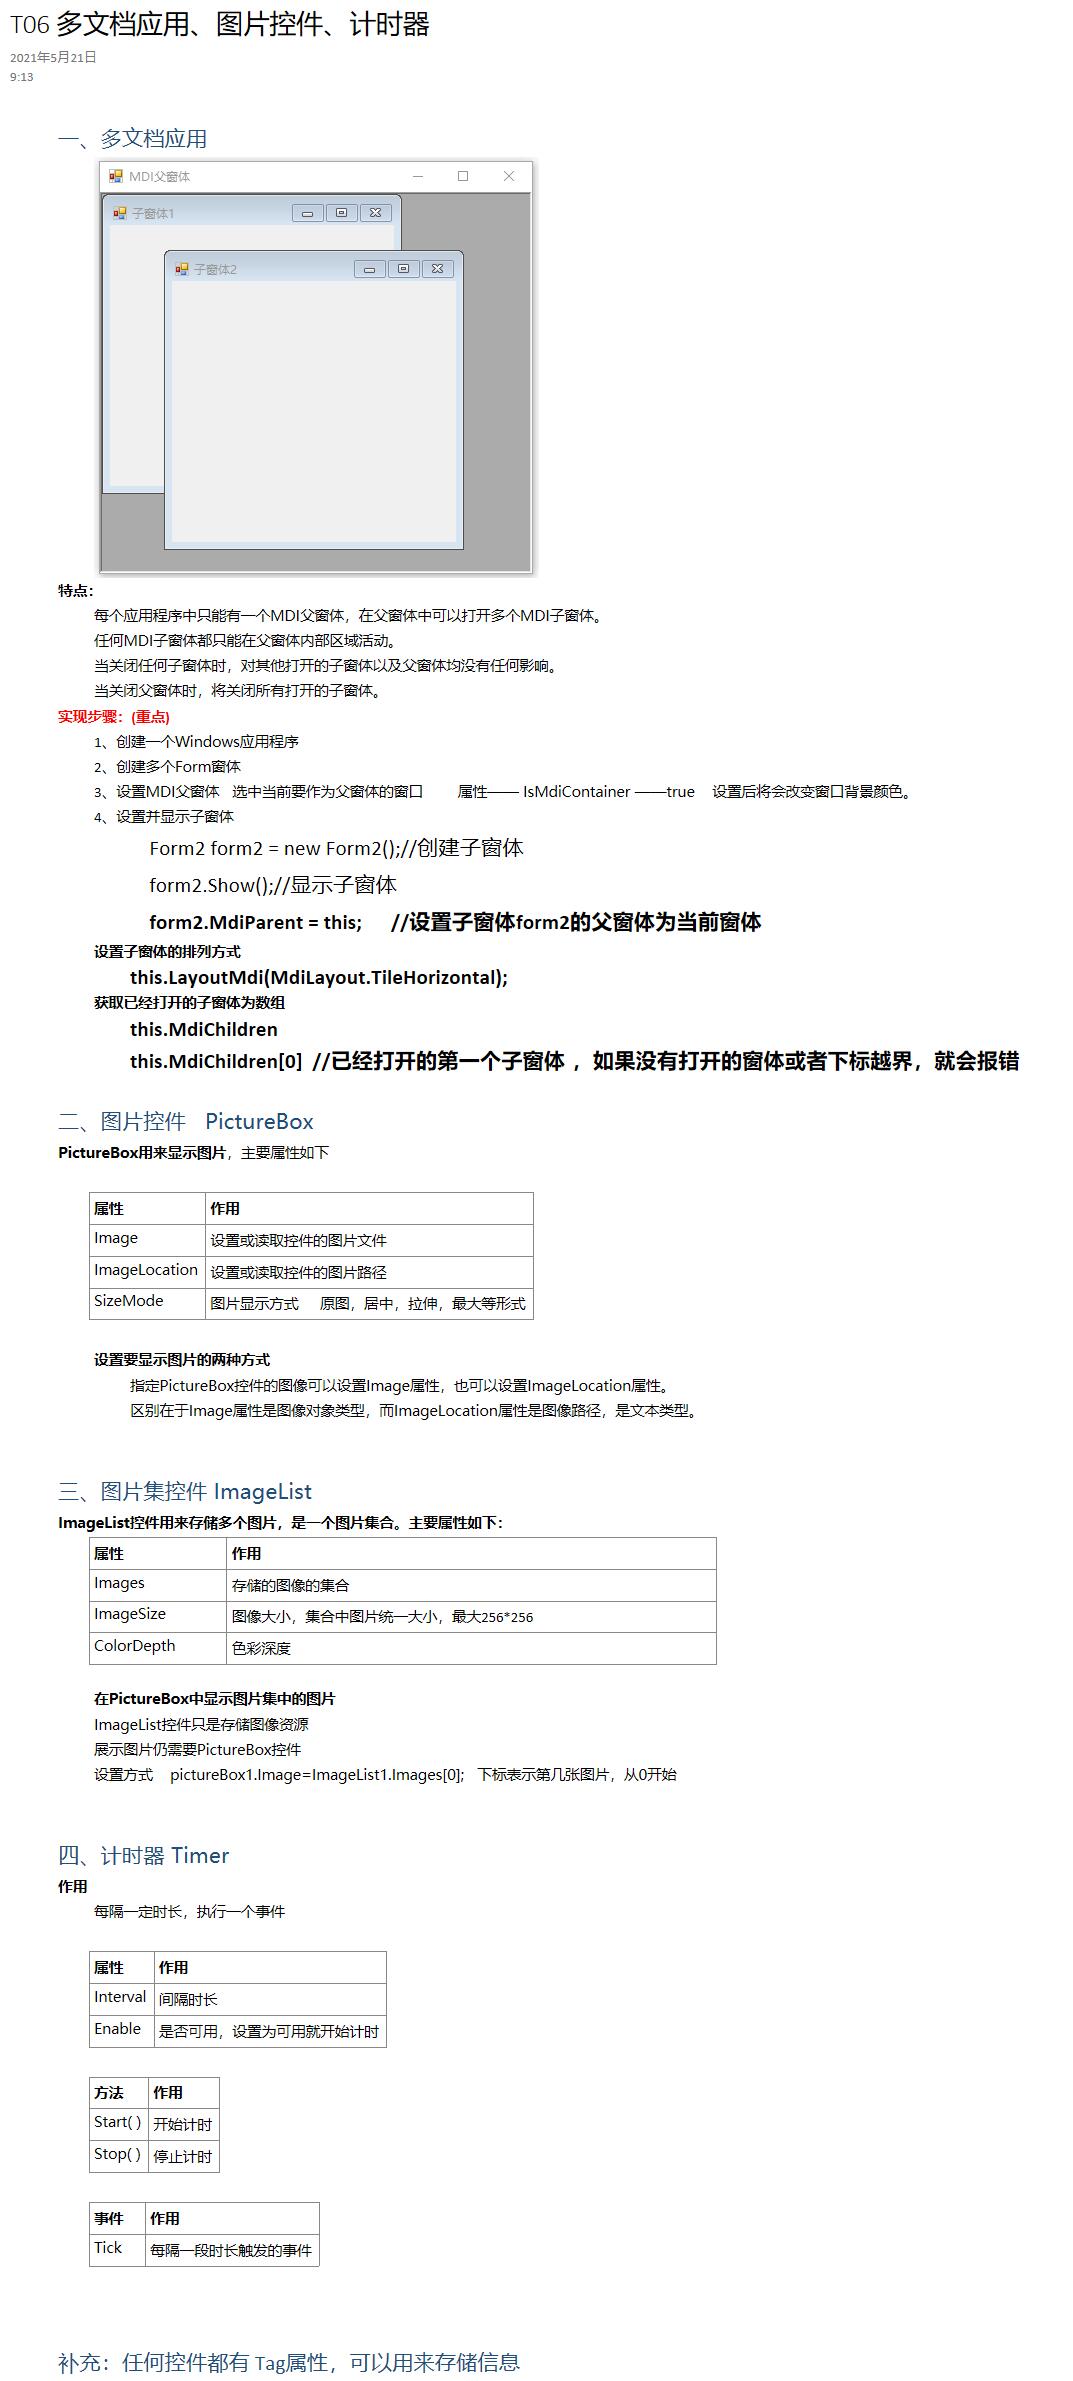 T06 多文档应用、图片控件、计时器
2021年5月21日
9:13
一、多文档应用
MDI父窗体
子窗体1
子窗体2
特点：
每个应用程序中只能有一个MDI父窗体，在父窗体中可以打开多个MDI子窗体。
任何MDI子窗体都只能在父窗体内部区域活动。
当关闭任何子窗体时，对其他打开的子窗体以及父窗体均没有任何影响。
当关闭父窗体时，将关闭所有打开的子窗体。
实现步骤：(重点)
1、创建一个Windows应用程序
2、创建多个Form窗体
3、设置MDI父窗体 选中当前要作为父窗体的窗口 属性—— IsMdiContainer ——true 设置后将会改变窗口背景颜色。
4、设置并显示子窗体
Form2 form2 = new Form2();//创建子窗体
form2.Show();//显示子窗体
form2.MdiParent = this; //设置子窗体form2的父窗体为当前窗体
设置子窗体的排列方式
this.LayoutMdi(MdiLayout.TileHorizontal);
获取已经打开的子窗体为数组
this.MdiChildren
this.MdiChildren[0] //已经打开的第一个子窗体 ，如果没有打开的窗体或者下标越界，就会报错
二、图片控件 PictureBox
PictureBox用来显示图片，主要属性如下
属性 作用
Image 设置或读取控件的图片文件
ImageLocation 设置或读取控件的图片路径
SizeMode 图片显示方式 原图，居中，拉伸，最大等形式
设置要显示图片的两种方式
指定PictureBox控件的图像可以设置Image属性，也可以设置ImageLocation属性。
区别在于Image属性是图像对象类型，而ImageLocation属性是图像路径，是文本类型。
三、图片集控件 ImageList
ImageList控件用来存储多个图片，是一个图片集合。主要属性如下：
属性 作用
Images 存储的图像的集合
ImageSize 图像大小，集合中图片统一大小，最大256*256
ColorDepth 色彩深度
在PictureBox中显示图片集中的图片
ImageList控件只是存储图像资源
展示图片仍需要PictureBox控件
设置方式 pictureBox1.Image=ImageList1.Images[0]; 下标表示第几张图片，从0开始
四、计时器 Timer
作用
每隔一定时长，执行一个事件
属性 作用
Interval 间隔时长
Enable 是否可用，设置为可用就开始计时
方法 作用
Start( ) 开始计时
Stop( ) 停止计时
事件 作用
Tick 每隔一段时长触发的事件
补充：任何控件都有 Tag属性，可以用来存储信息